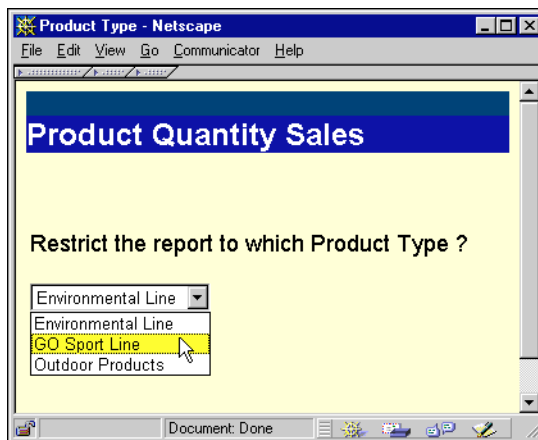 Product Type - Netscape
File Edit View Go Communicator Help
Product Quantity Sales
Restrict the report to which Product Type ?
Environmental Line
Environmental Line
GO Sport Line
Outdoor Products
Document: Done